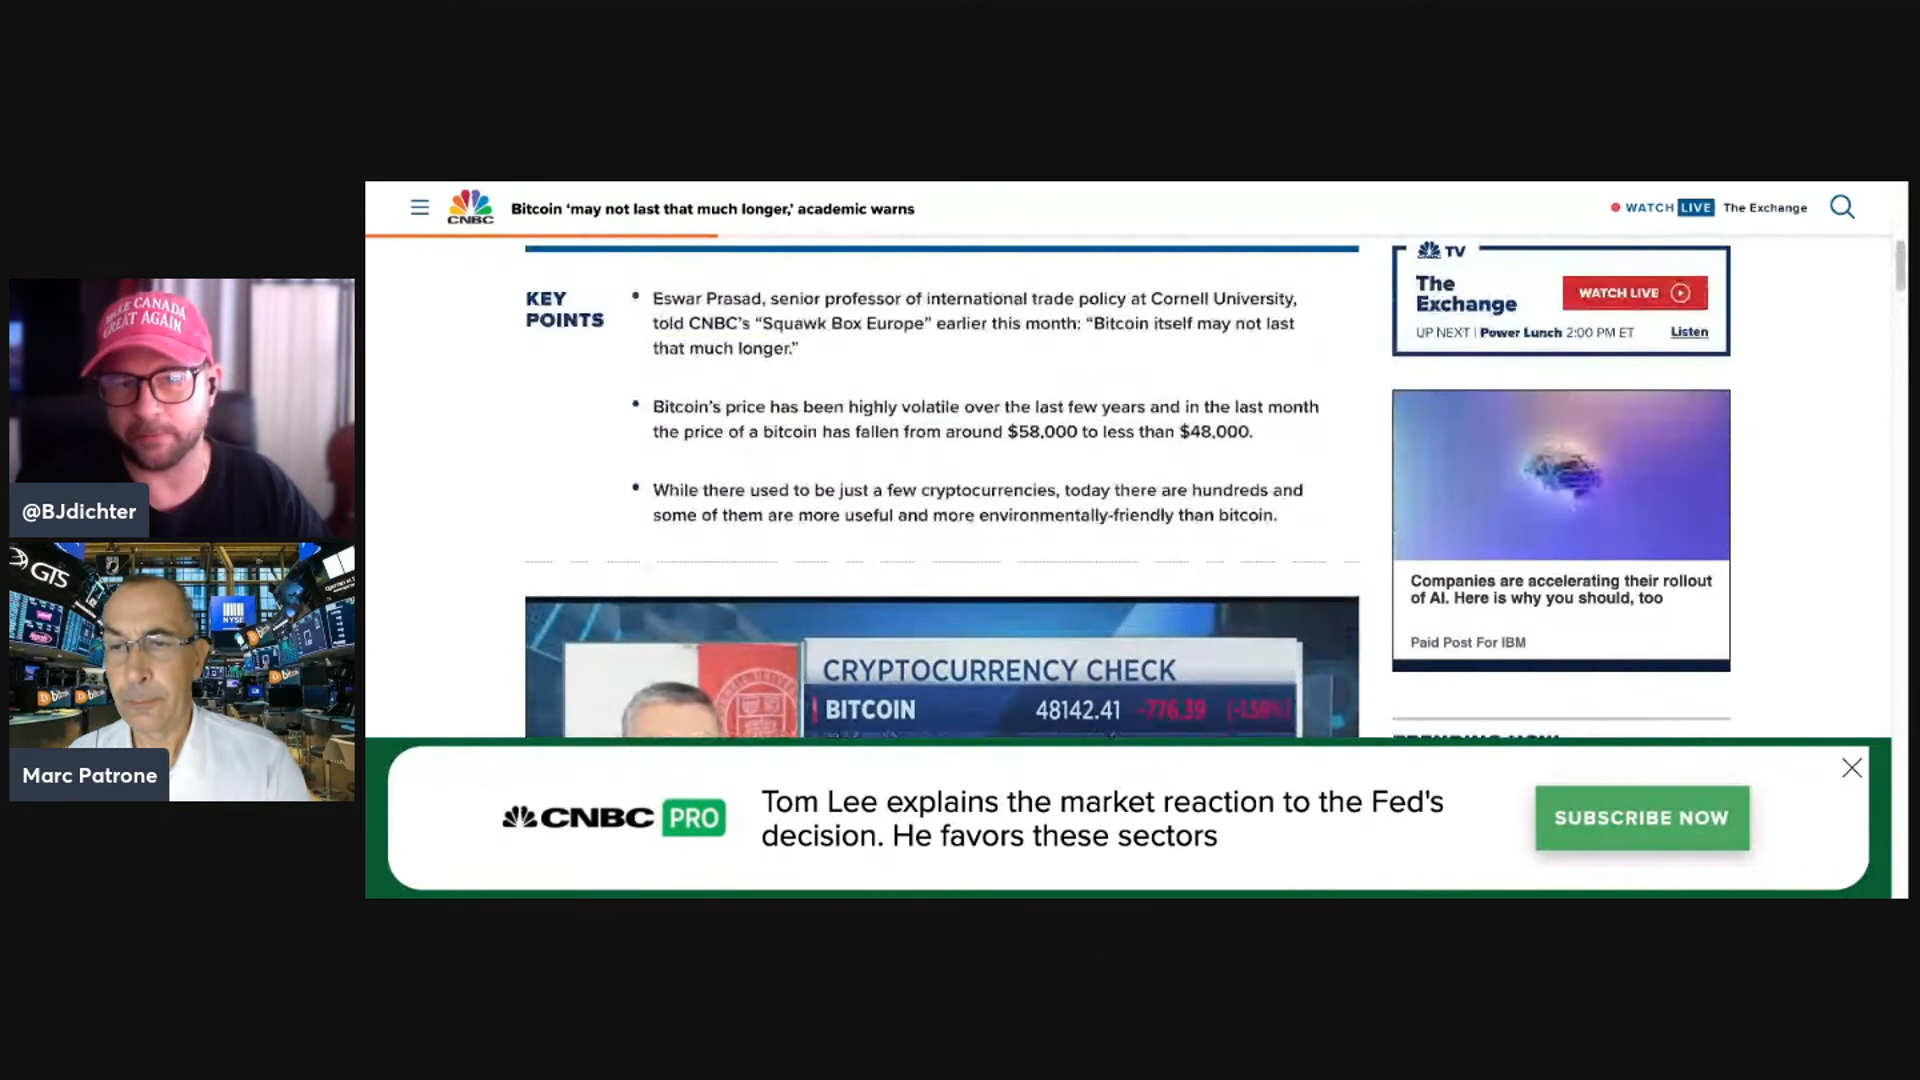 CNBC
Bitcoin ‘may not last that much longer,’ academic warns
WATCH LIVE The Exchange
KEY
POINTS
• Eswar Prasad, senior professor of international trade policy at Cornell University,
told CNBC’s “Squawk Box Europe” earlier this month: “Bitcoin itself may not last
that much longer.”
• Bitcoin’s price has been highly volatile over the last few years and in the last month
the price of a bitcoin has fallen from around $58,000 to less than $48,000.
• While there used to be just a few cryptocurrencies, today there are hundreds and
some of them are more useful and more environmentally-friendly than bitcoin.
TV
The
Exchange
WATCH LIVE
UP NEXT | Power Lunch 2:00 PM ET
Listen
Companies are accelerating their rollout
of AI. Here is why you should, too
Paid Post For IBM
CRYPTOCURRENCY CHECK
BITCOIN 48142.41 -776.39 (-1.59%)
CNBC PRO
Tom Lee explains the market reaction to the Fed's
decision. He favors these sectors
SUBSCRIBE NOW
MAKE CANADA
GREAT AGAIN
@BJdichter
GTS
NYSE
Marc Patrone